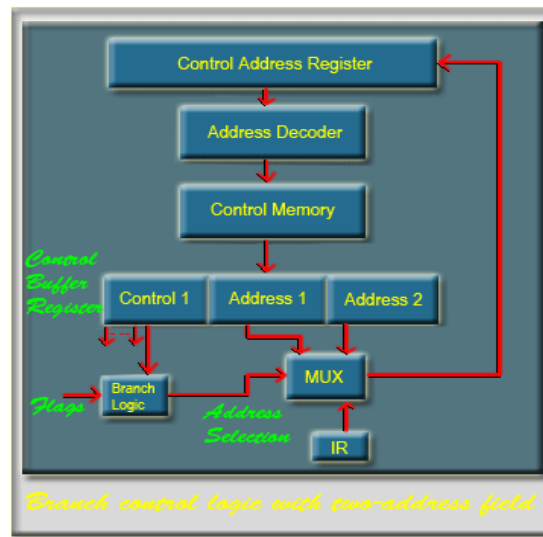 Control Address Register
Address Decoder
Control Memory
Control
Buffer
Register
Control 1
Address 1
Address 2
Branch
Logic
MUX
Flags
Address
Selection
IR
Branch control logic with two-address field